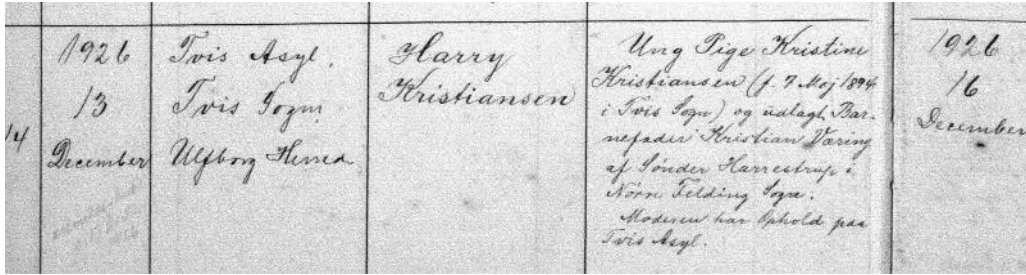 14
1926
13
December
Tvis Asyl.
Tvis Sogn
Ulfborg Herred
Harry
Kristiansen
Ung Pige Kristine
Kristiansen (f. 7 Maj 1894
i Tvis Sogn) og udlagt Bar-
nefader Kristian Væring
af Sønder Harrestrup i
Nörre Felding Sogn.
Moderen har Ophold paa
Tvis Asyl.
1926
16
December